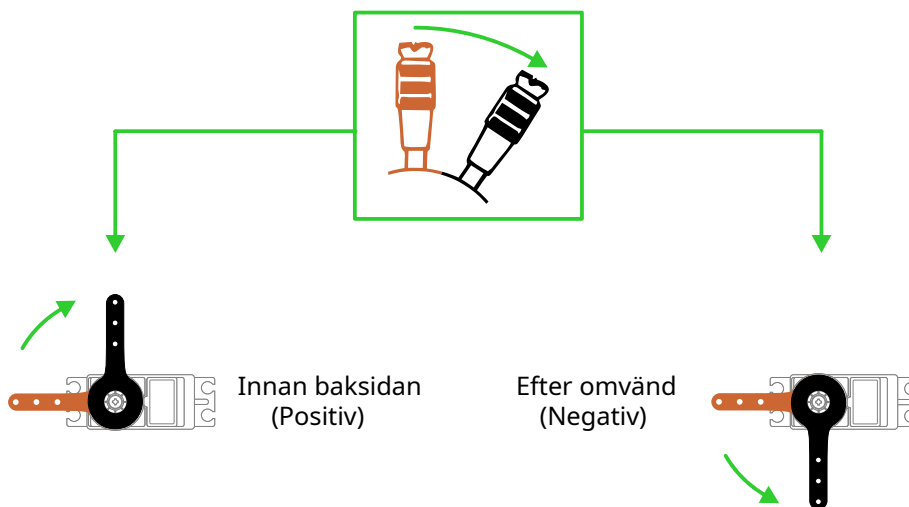 Innan baksidan
(Positiv)
Efter omvänd
(Negativ)